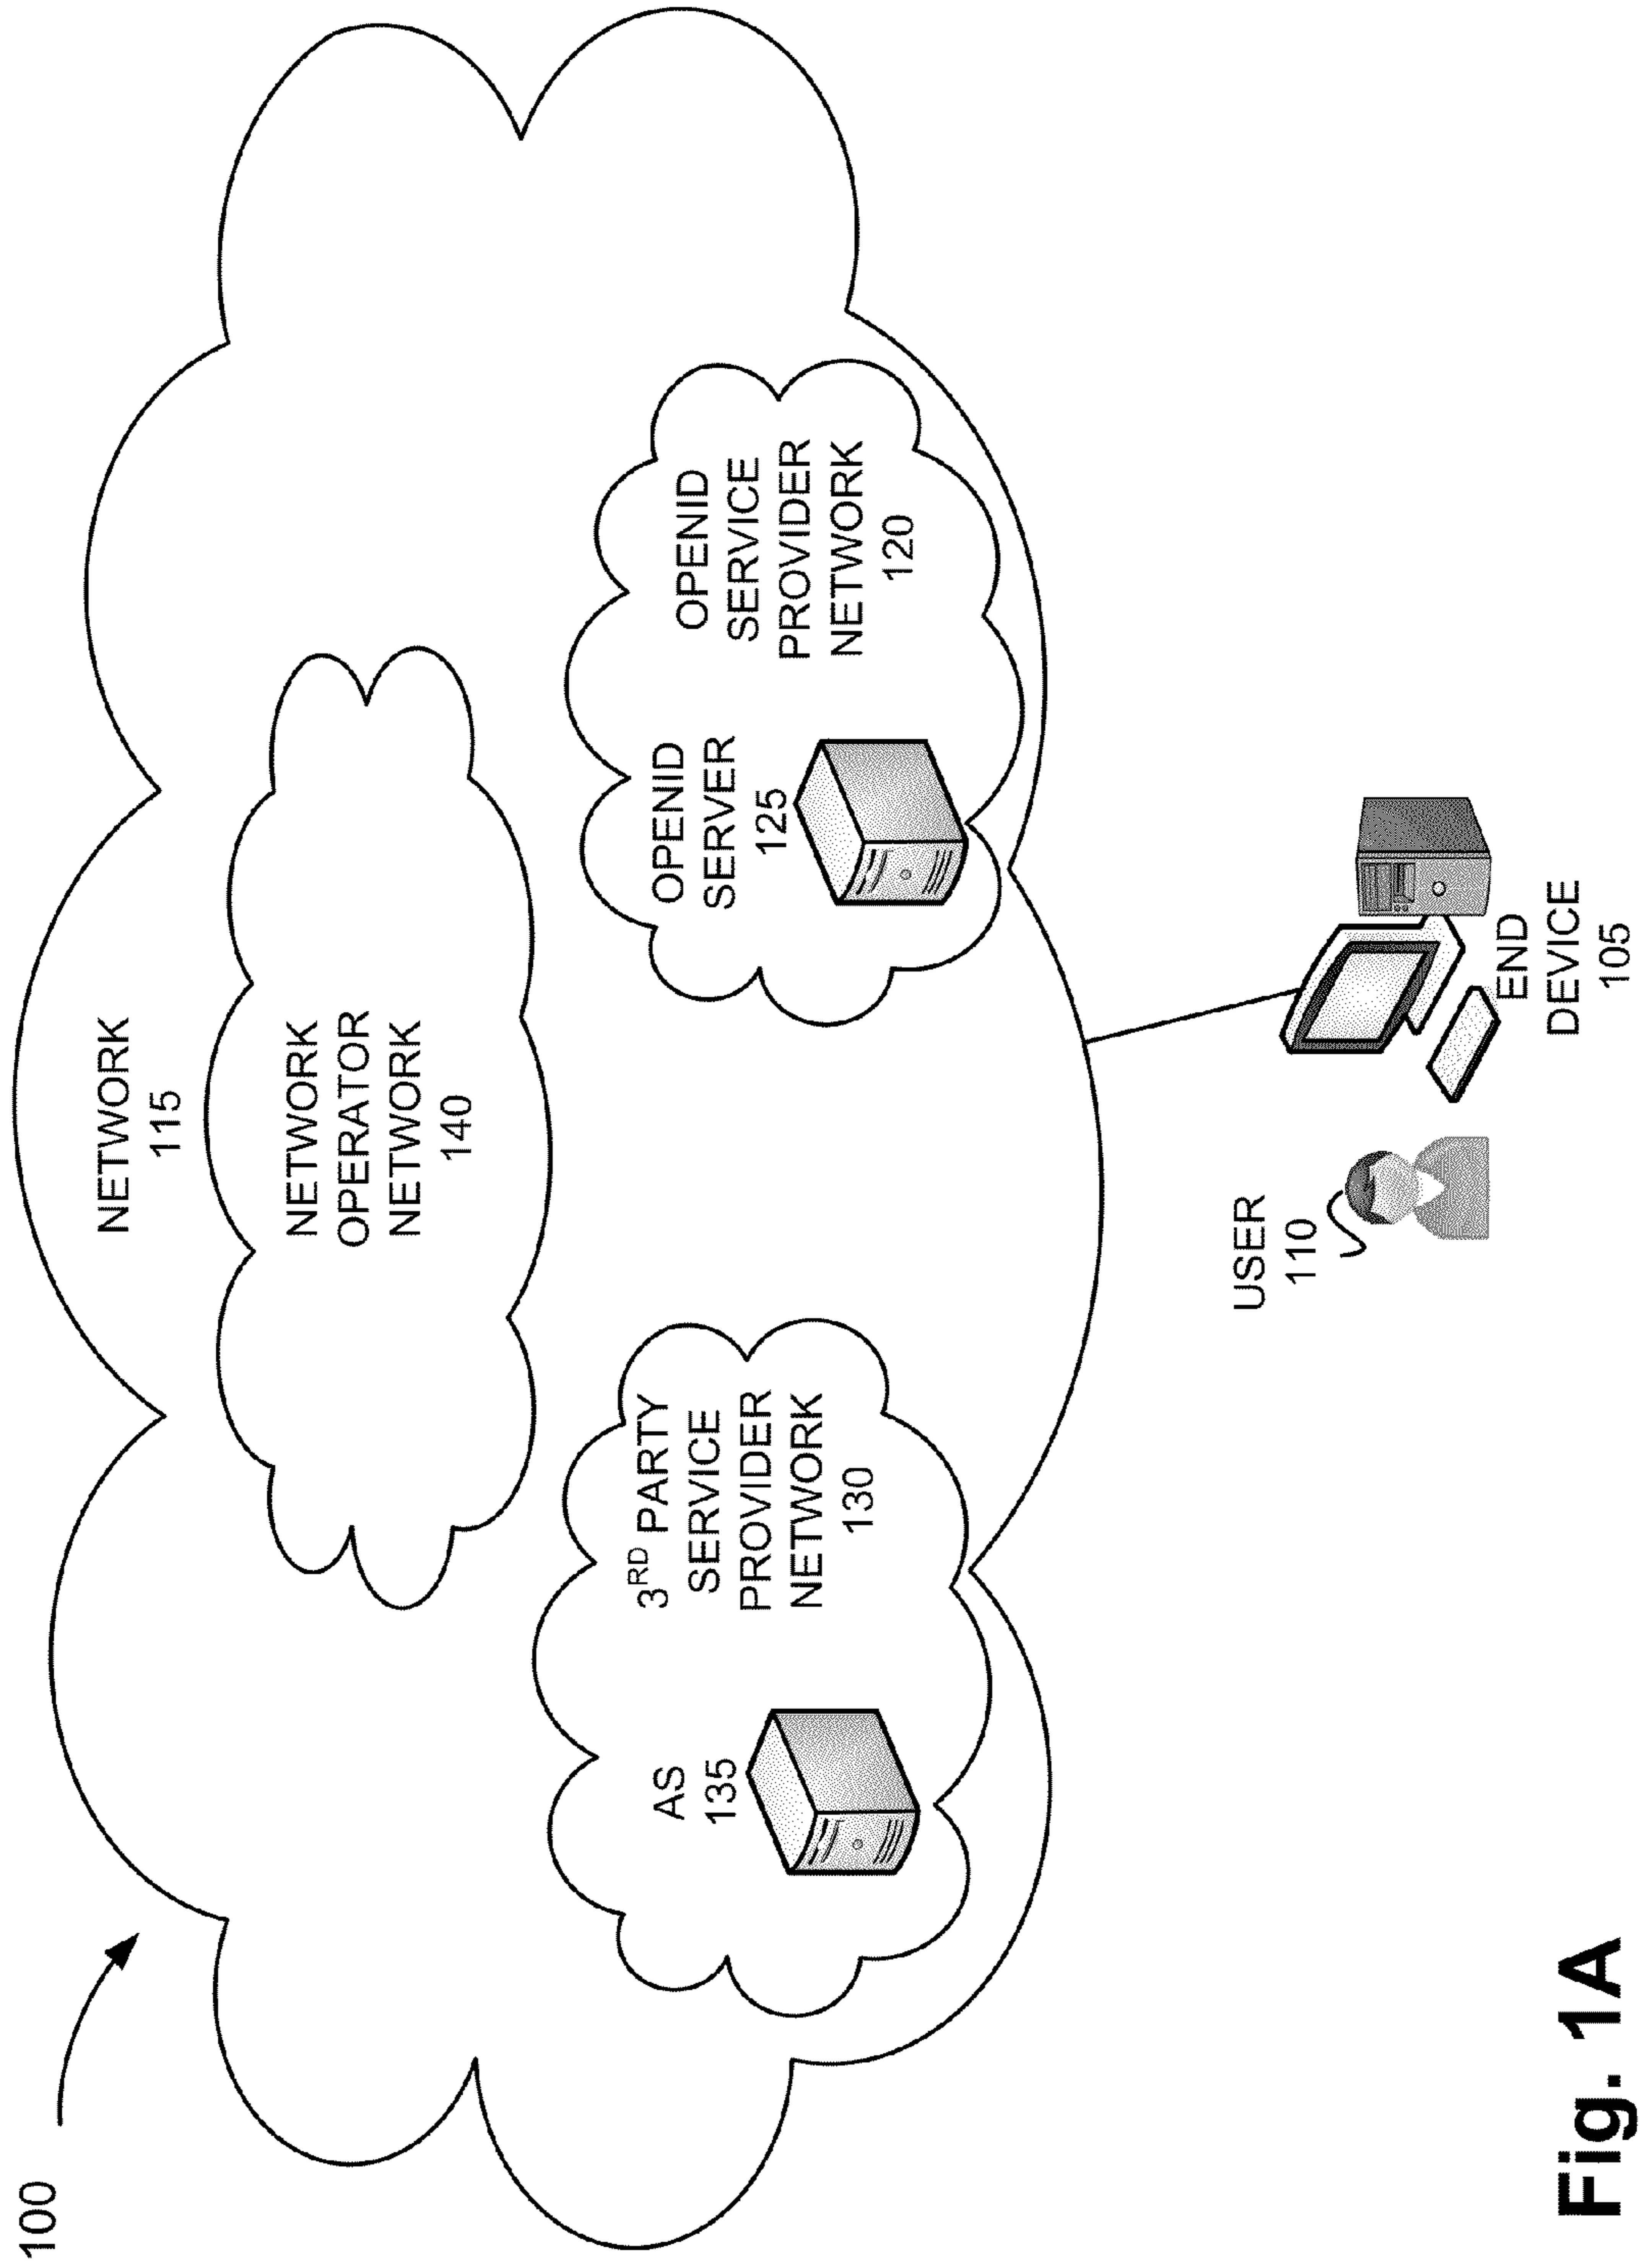 100
NETWORK
115
NETWORK
OPERATOR
NETWORK
140
3RD PARTY
SERVICE
PROVIDER
NETWORK
130
AS
135
OPENID
SERVER
125
OPENID
SERVICE
PROVIDER
NETWORK
120
USER
110
END
DEVICE
105
Fig. 1A